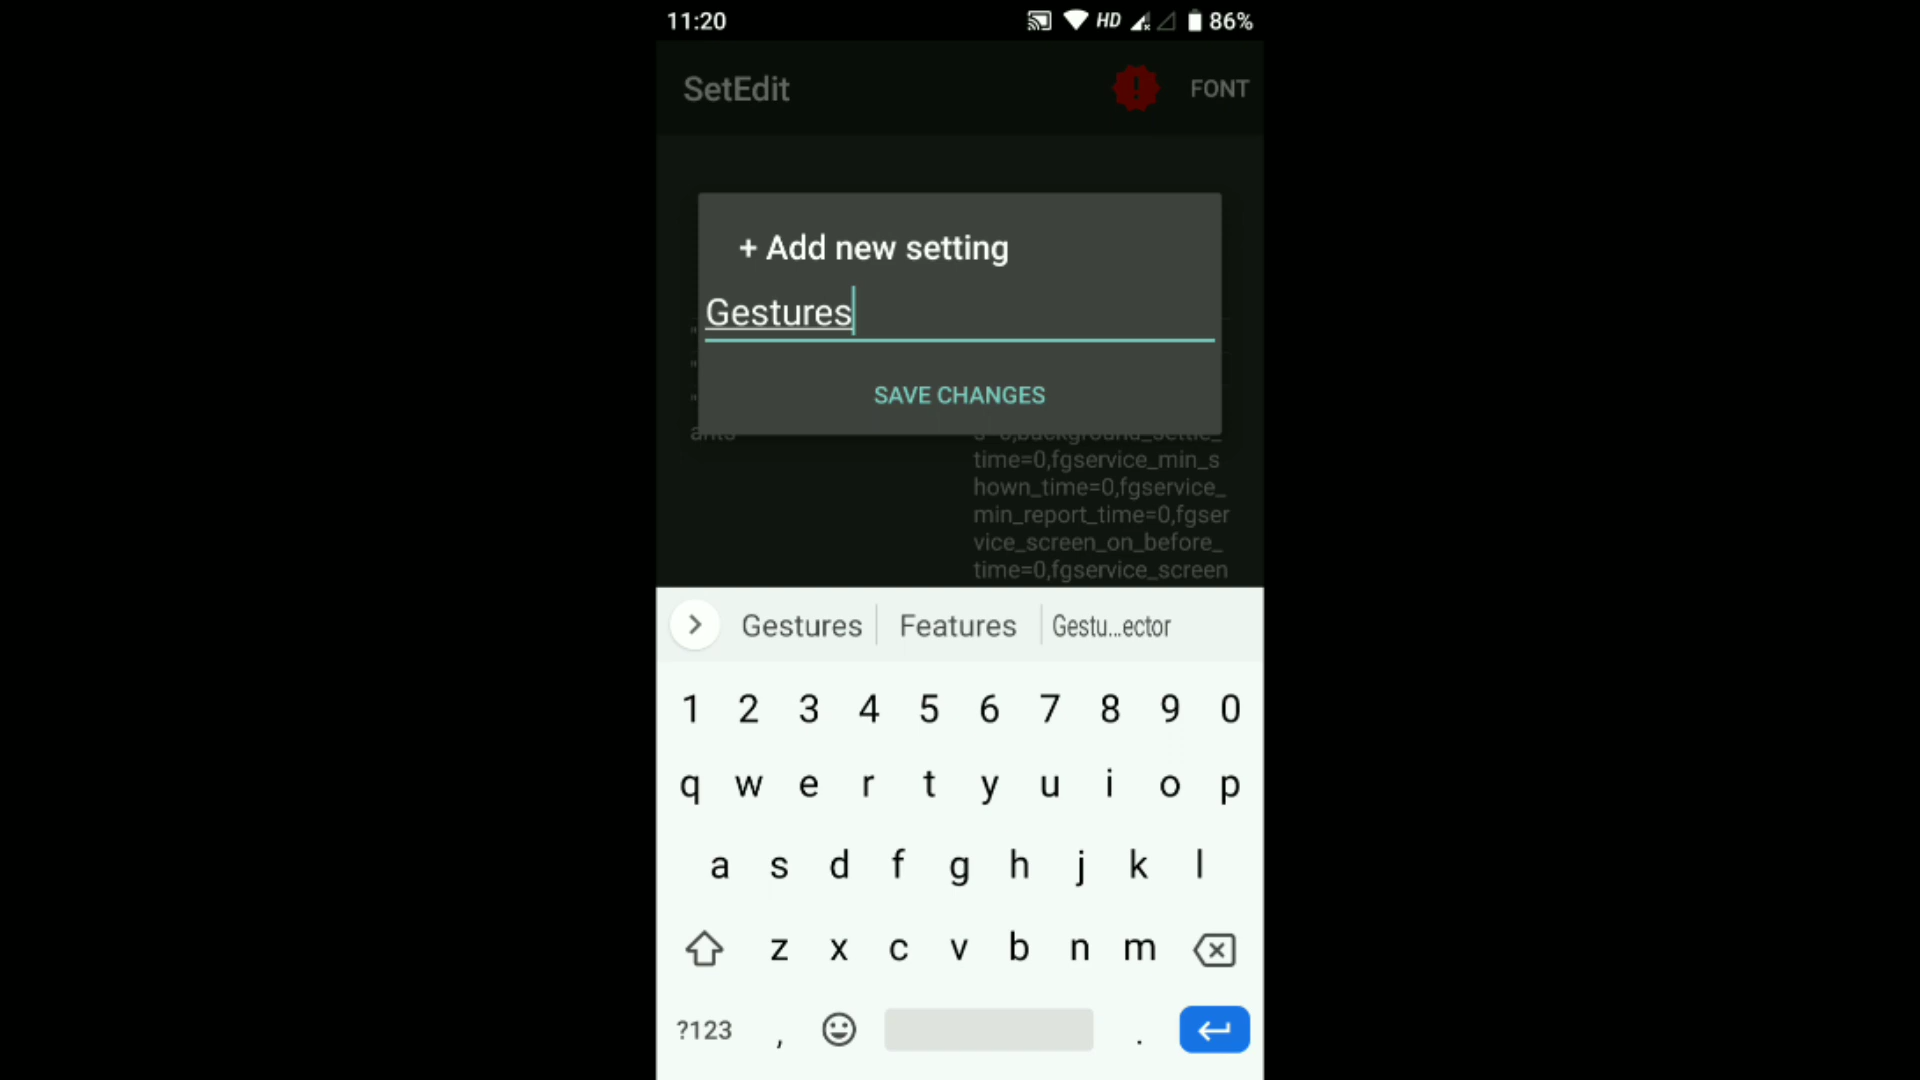 11:20 HD 86%
SetEdit ! FONT
+ Add new setting
Gestures
SAVE CHANGES
time=0,fgservice_min_s
hown_time=0,fgservice_
min_report_time=0,fgser
vice_screen_on_before_
time=0,fgservice_screen
Gestures Features Gestu...ector
1 2 3 4 5 6 7 8 9 0
q w e r t y u i o p
a s d f g h j k l
z x c v b n m
?123 , .